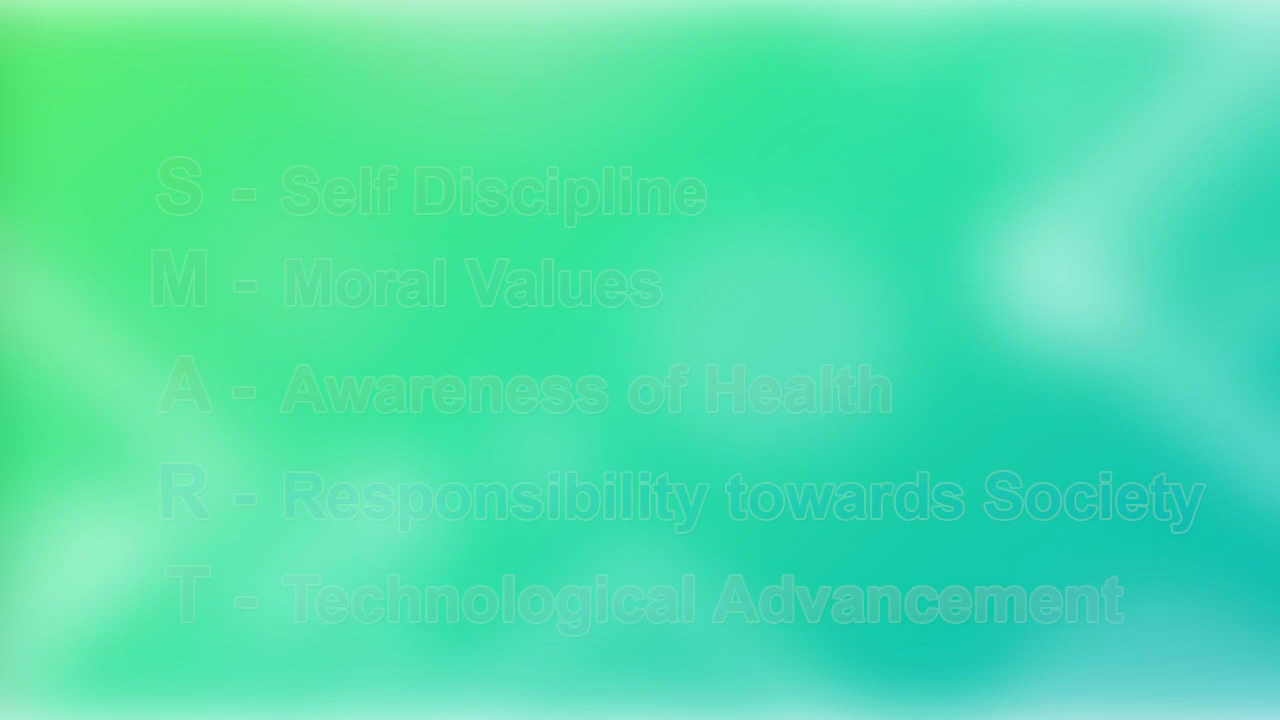 S - Self Discipline
M - Moral Values
A - Awareness of Health
R - Responsibility towards Society
T - Technological Advancement